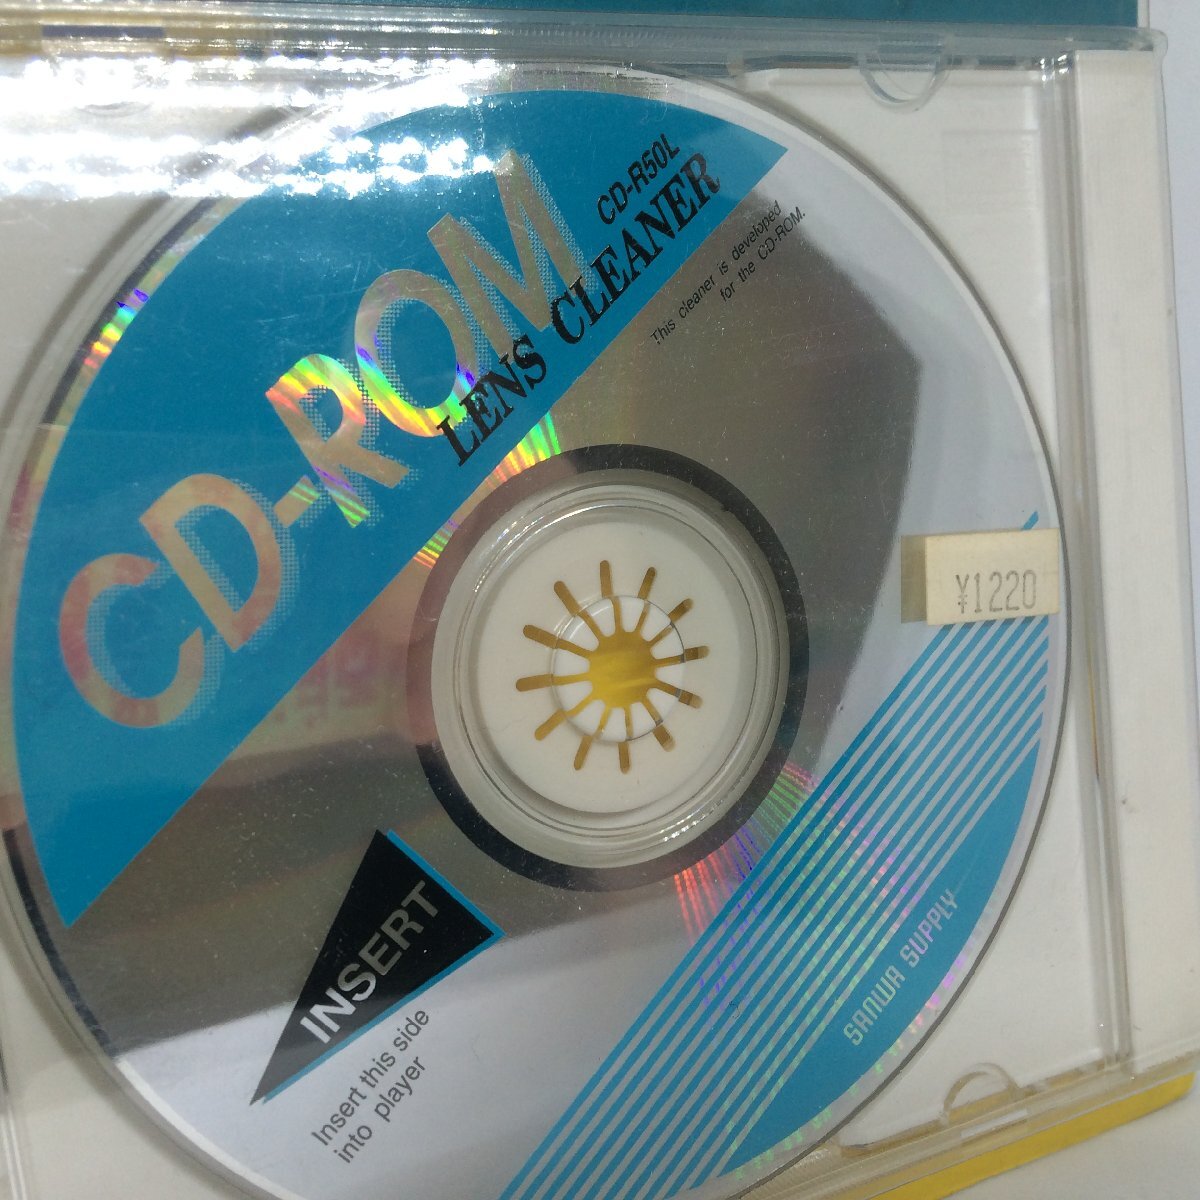 CD-ROM
CD-R50L
LENS CLEANER
This cleaner is developed
for the CD-ROM.
¥1220
INSERT
Insert this side
into player
SANWA SUPPLY